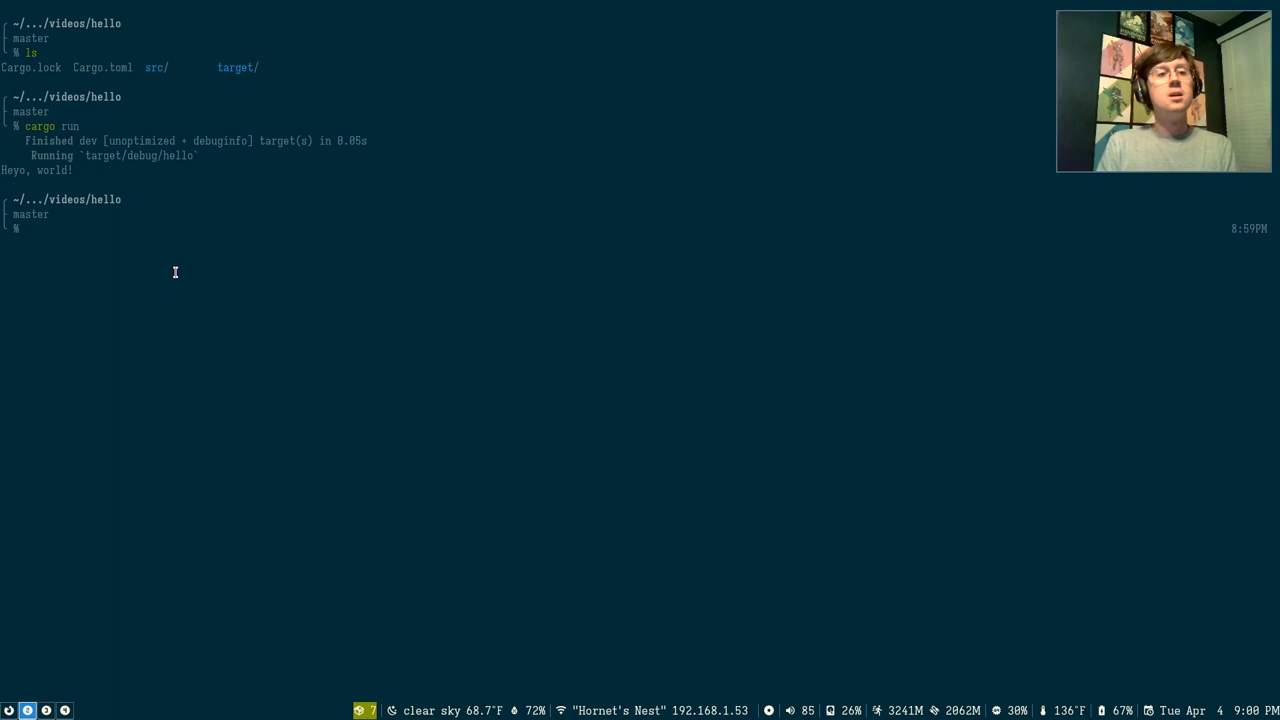 ~/.../videos/hello
master
% ls
Cargo.lock  Cargo.toml  src/        target/
~/.../videos/hello
master
% cargo run
Finished dev [unoptimized + debuginfo] target(s) in 0.05s
Running `target/debug/hello`
Heyo, world!
~/.../videos/hello
master
% 8:59PM
7 clear sky 68.7°F 72% "Hornet's Nest" 192.168.1.53 85 26% 3241M 2062M 30% 136°F 67% Tue Apr  4 9:00 PM